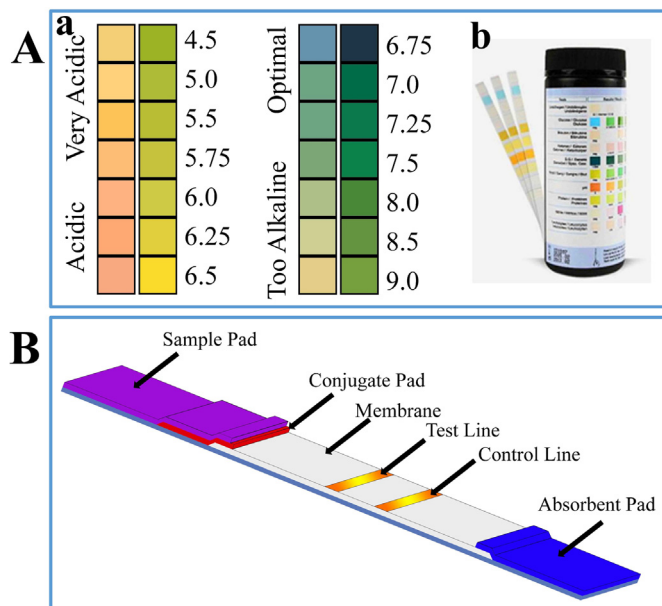 A
a
Very Acidic
Acidic
4.5
5.0
5.5
5.75
6.0
6.25
6.5
Optimal
Too Alkaline
6.75
7.0
7.25
7.5
8.0
8.5
9.0
b
B
Sample Pad
Conjugate Pad
Membrane
Test Line
Control Line
Absorbent Pad